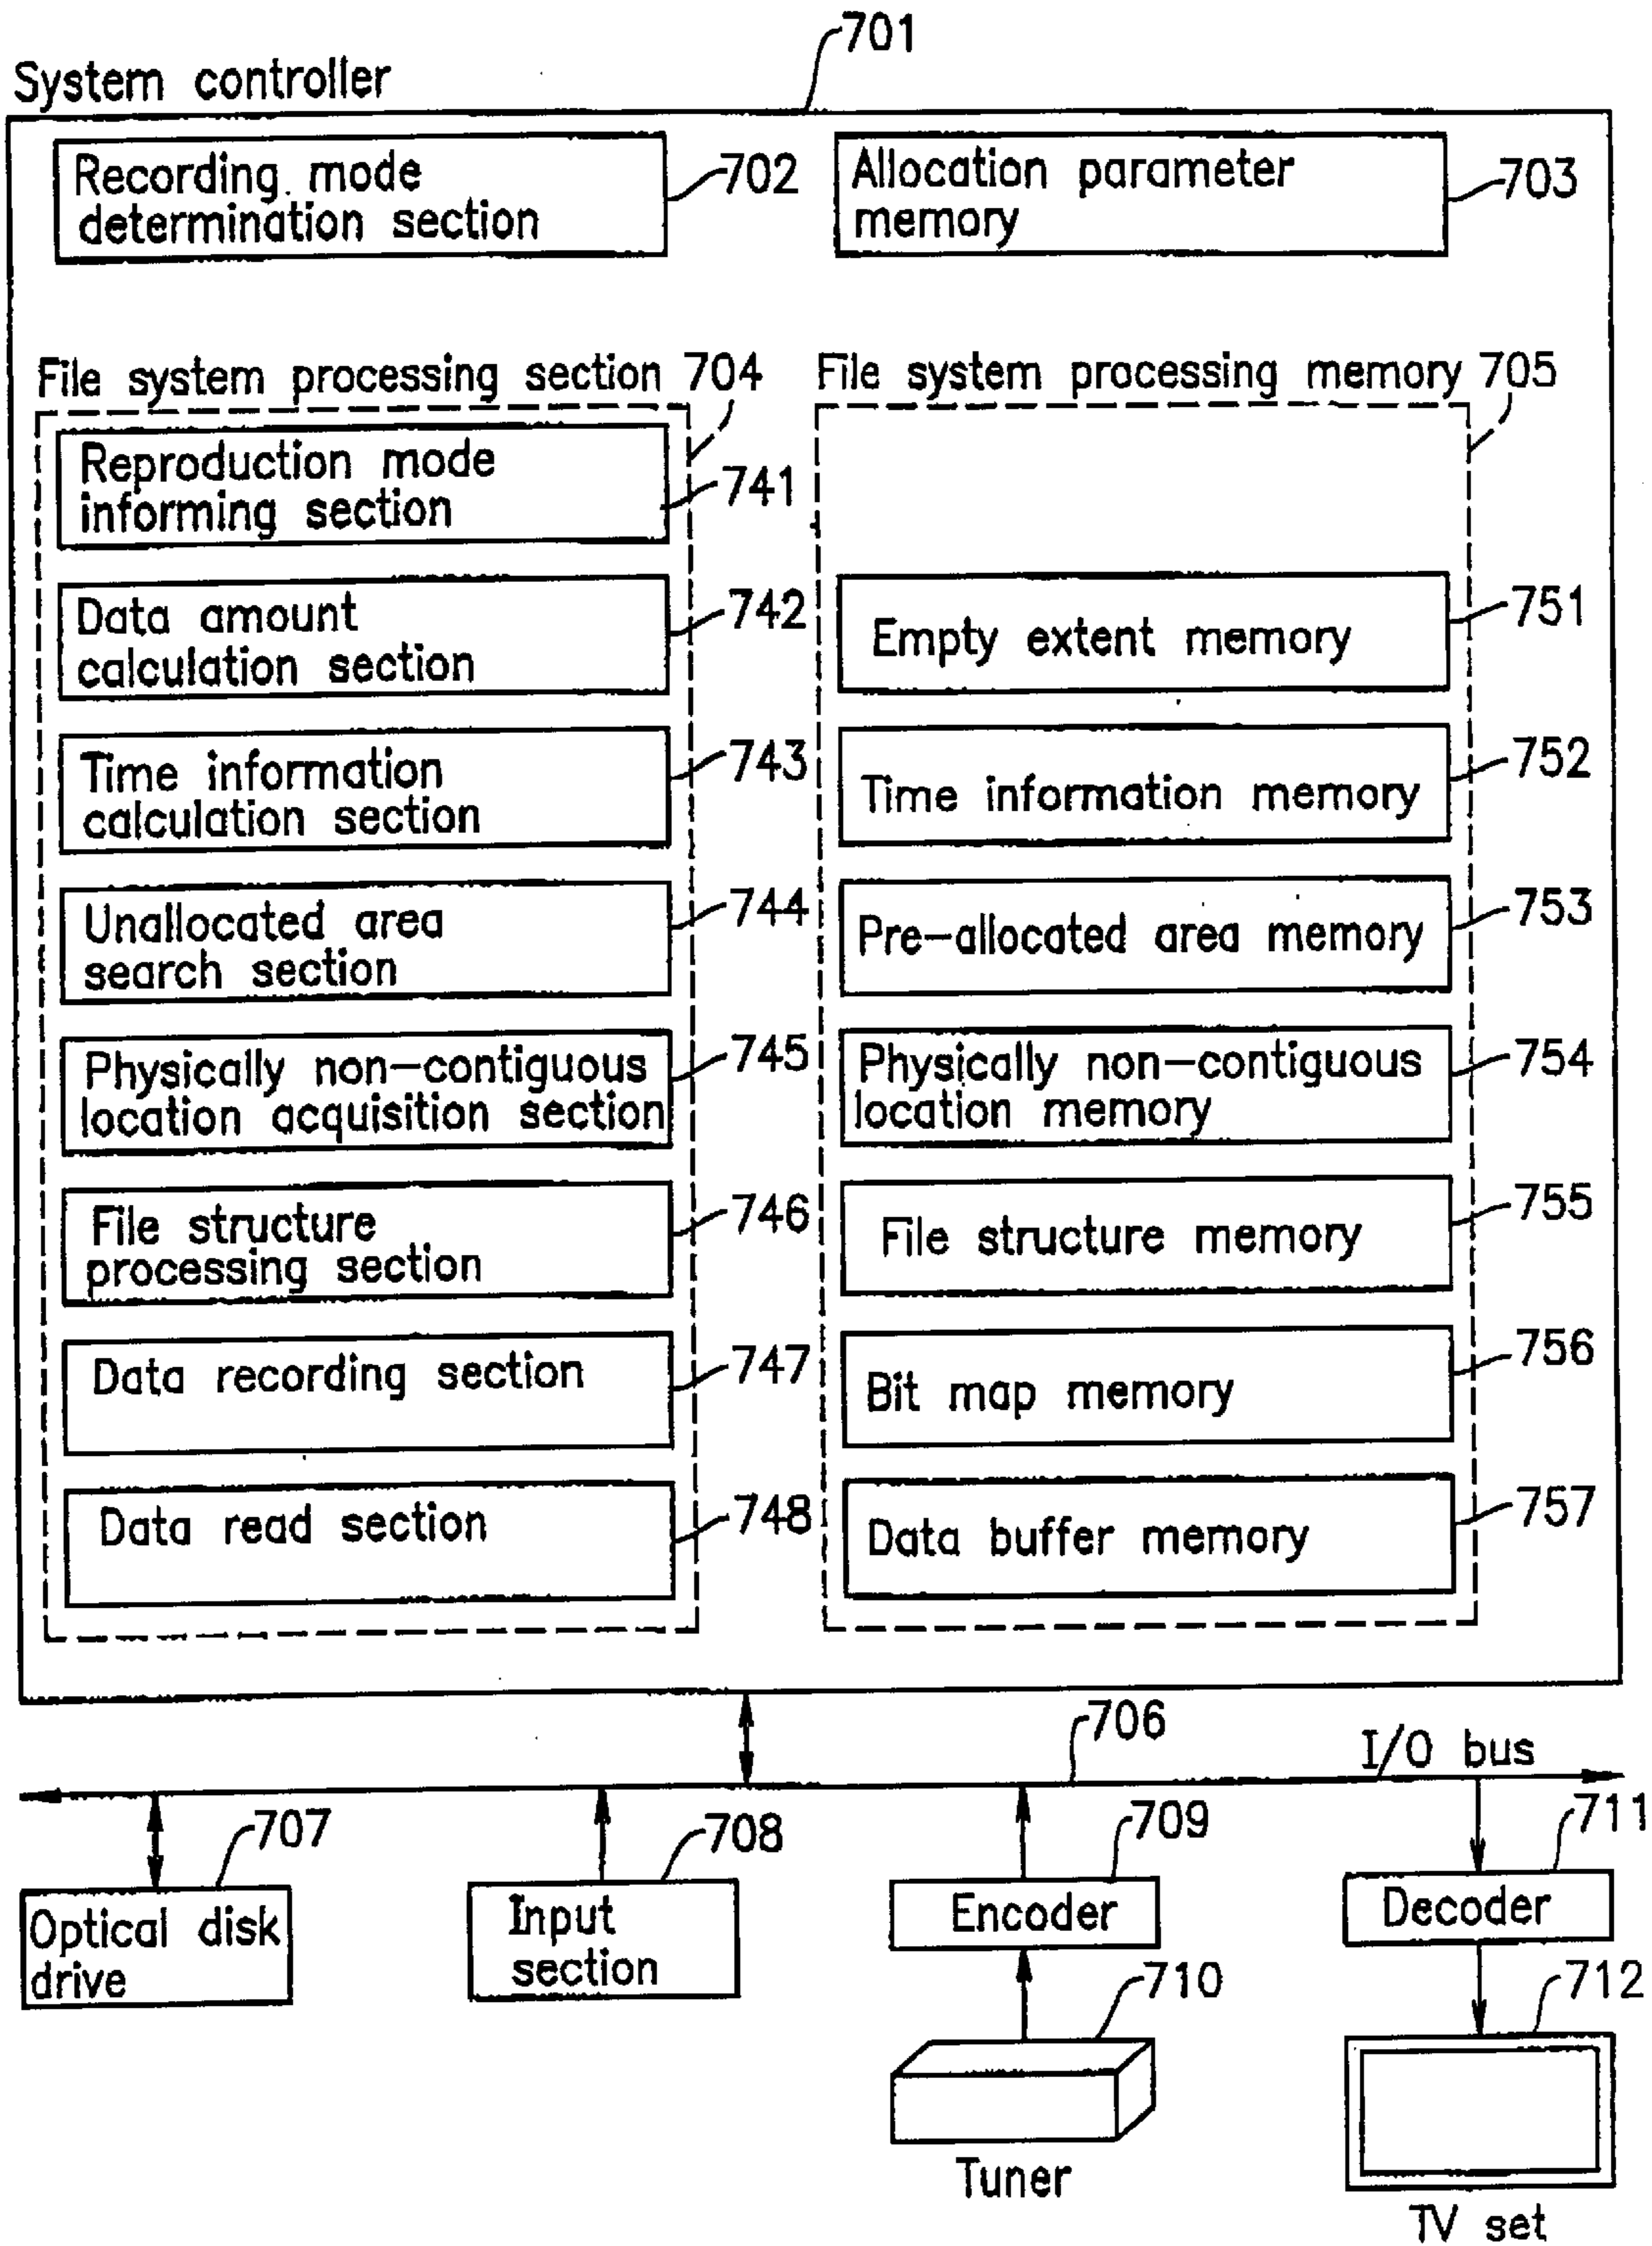 701
System controller
Recording mode
determination section
702
Allocation parameter
memory
703
File system processing section 704
File system processing memory 705
Reproduction mode
informing section
741
Data amount
calculation section
742
Empty extent memory
751
Time information
calculation section
743
Time information memory
752
Unallocated area
search section
744
Pre-allocated area memory
753
Physically non-contiguous
location acquisition section
745
Physically non-contiguous
location memory
754
File structure
processing section
746
File structure memory
755
Data recording section
747
Bit map memory
756
Data read section
748
Data buffer memory
757
706
I/O bus
707
Optical disk
drive
708
Input
section
709
Encoder
710
Tuner
711
Decoder
712
TV set